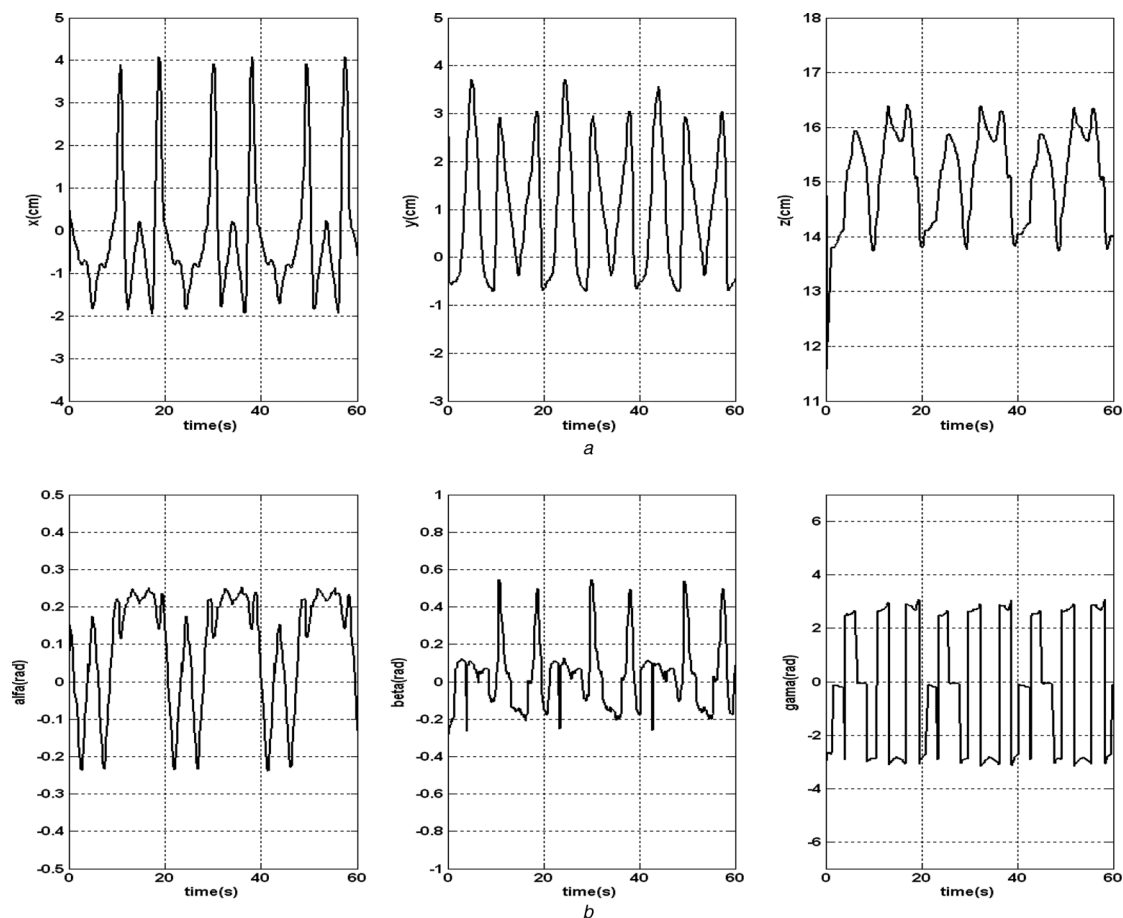 x(cm)
5
4
3
2
1
0
-1
-2
-3
-4
0 20 40 60
time(s)
y(cm)
5
4
3
2
1
0
-1
-2
-3
0 20 40 60
time(s)
z(cm)
18
17
16
15
14
13
12
11
0 20 40 60
time(s)
a
alfa(rad)
0.5
0.4
0.3
0.2
0.1
0
-0.1
-0.2
-0.3
-0.4
-0.5
0 20 40 60
time(s)
beta(rad)
1
0.8
0.6
0.4
0.2
0
-0.2
-0.4
-0.6
-0.8
-1
0 20 40 60
time(s)
gama(rad)
6
4
2
0
-2
-4
-6
0 20 40 60
time(s)
b